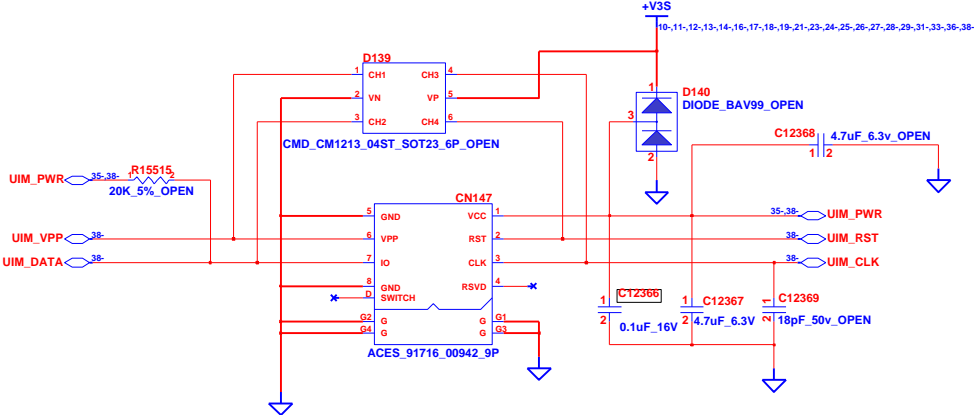 +V3S
10-,11-,12-,13-,14-,16-,17-,18-,19-,21-,23-,24-,25-,26-,27-,28-,29-,31-,33-,36-,38-
D139
1 CH1 CH3 4
2 VN VP 5
3 CH2 CH4 6
CMD_CM1213_04ST_SOT23_6P_OPEN
1
D140
DIODE_BAV99_OPEN
3
2
C12368
4.7uF_6.3v_OPEN
1 2
UIM_PWR 35-,38- 1 R15515 2
20K_5%_OPEN
CN147
5 GND VCC 1 35-,38- UIM_PWR
UIM_VPP 38- 6 VPP RST 2 38- UIM_RST
UIM_DATA 38- 7 IO CLK 3 38- UIM_CLK
8 GND RSVD 4
D SWITCH
G2 G G1
G4 G G3
ACES_91716_00942_9P
1 C12366
2 0.1uF_16V
1 C12367
2 4.7uF_6.3V
1 C12369
2 18pF_50v_OPEN